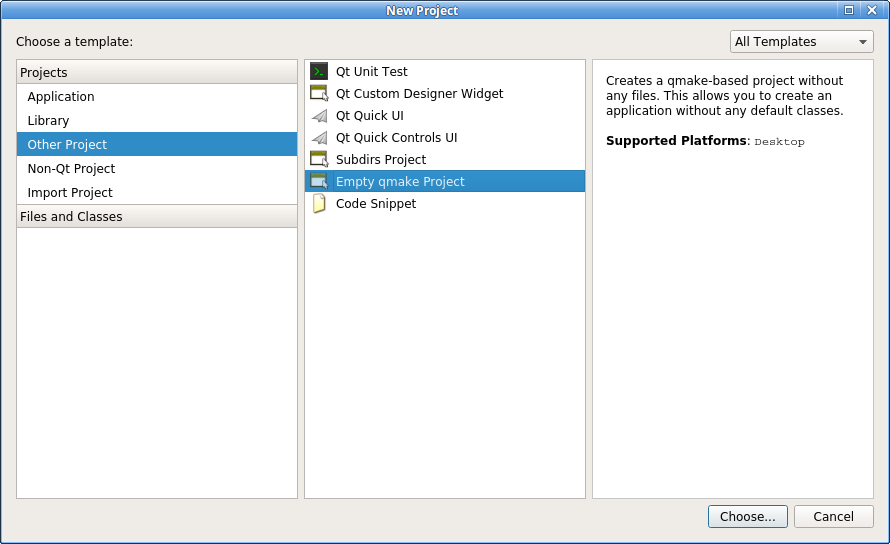 New Project
Choose a template:
All Templates
Projects
Application
Library
Other Project
Non-Qt Project
Import Project
Files and Classes
Qt Unit Test
Qt Custom Designer Widget
Qt Quick UI
Qt Quick Controls UI
Subdirs Project
Empty qmake Project
Code Snippet
Creates a qmake-based project without
any files. This allows you to create an
application without any default classes.
Supported Platforms: Desktop
Choose...
Cancel